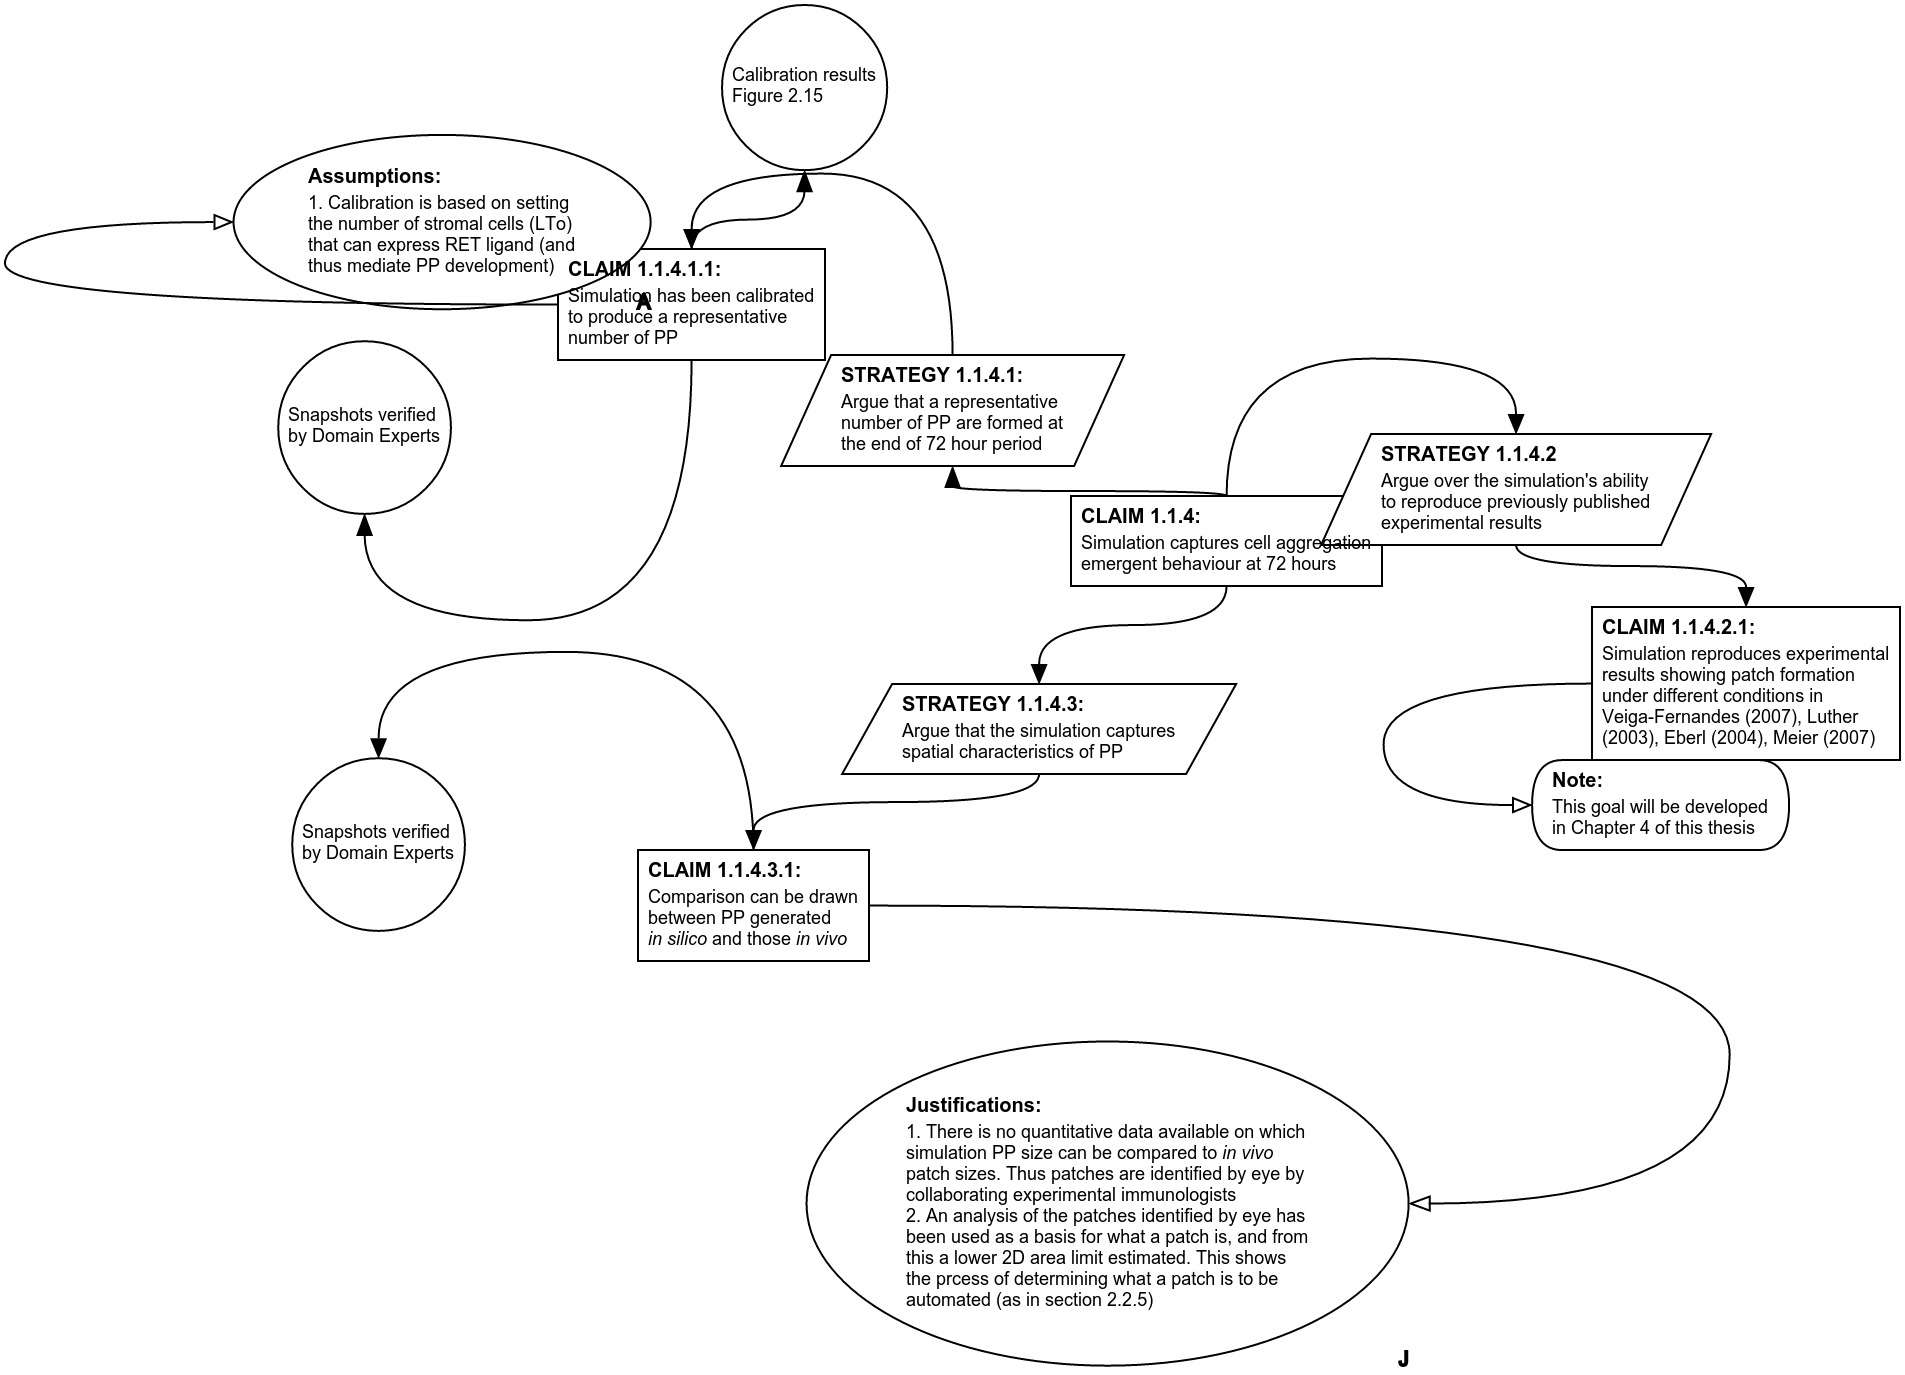 Calibration results
Figure 2.15
Assumptions:
1. Calibration is based on setting
the number of stromal cells (LTo)
that can express RET ligand (and
thus mediate PP development)
A
CLAIM 1.1.4.1.1:
Simulation has been calibrated
to produce a representative
number of PP
Snapshots verified
by Domain Experts
STRATEGY 1.1.4.1:
Argue that a representative
number of PP are formed at
the end of 72 hour period
STRATEGY 1.1.4.2
Argue over the simulation's ability
to reproduce previously published
experimental results
CLAIM 1.1.4:
Simulation captures cell aggregation
emergent behaviour at 72 hours
CLAIM 1.1.4.2.1:
Simulation reproduces experimental
results showing patch formation
under different conditions in
Veiga-Fernandes (2007), Luther
(2003), Eberl (2004), Meier (2007)
STRATEGY 1.1.4.3:
Argue that the simulation captures
spatial characteristics of PP
Note:
This goal will be developed
in Chapter 4 of this thesis
Snapshots verified
by Domain Experts
CLAIM 1.1.4.3.1:
Comparison can be drawn
between PP generated
in silico and those in vivo
Justifications:
1. There is no quantitative data available on which
simulation PP size can be compared to in vivo
patch sizes. Thus patches are identified by eye by
collaborating experimental immunologists
2. An analysis of the patches identified by eye has
been used as a basis for what a patch is, and from
this a lower 2D area limit estimated. This shows
the prcess of determining what a patch is to be
automated (as in section 2.2.5)
J